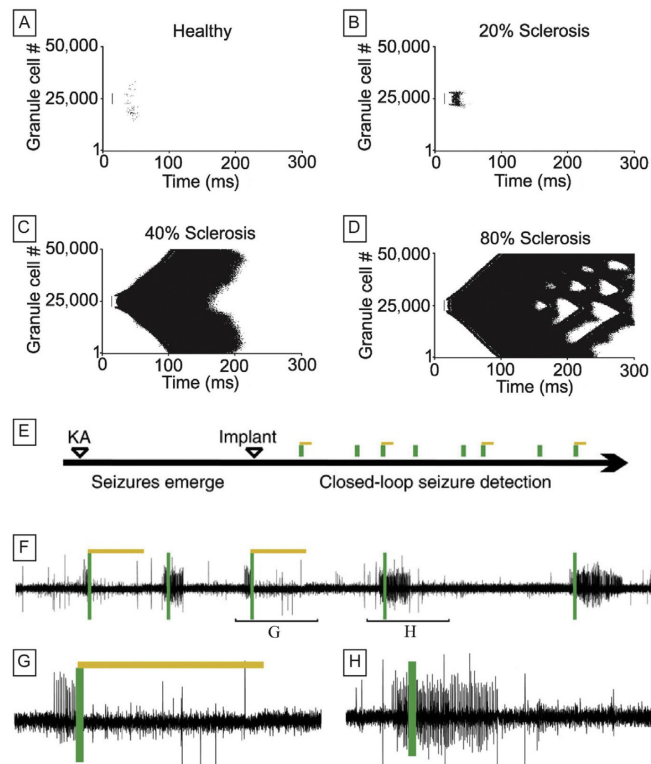 A
Healthy
Granule cell #
50,000
25,000
1
0
100
200
300
Time (ms)
B
20% Sclerosis
Granule cell #
50,000
25,000
1
0
100
200
300
Time (ms)
C
40% Sclerosis
Granule cell #
50,000
25,000
1
0
100
200
300
Time (ms)
D
80% Sclerosis
Granule cell #
50,000
25,000
1
0
100
200
300
Time (ms)
E
KA
Implant
Seizures emerge
Closed-loop seizure detection
F
G
H
G
H